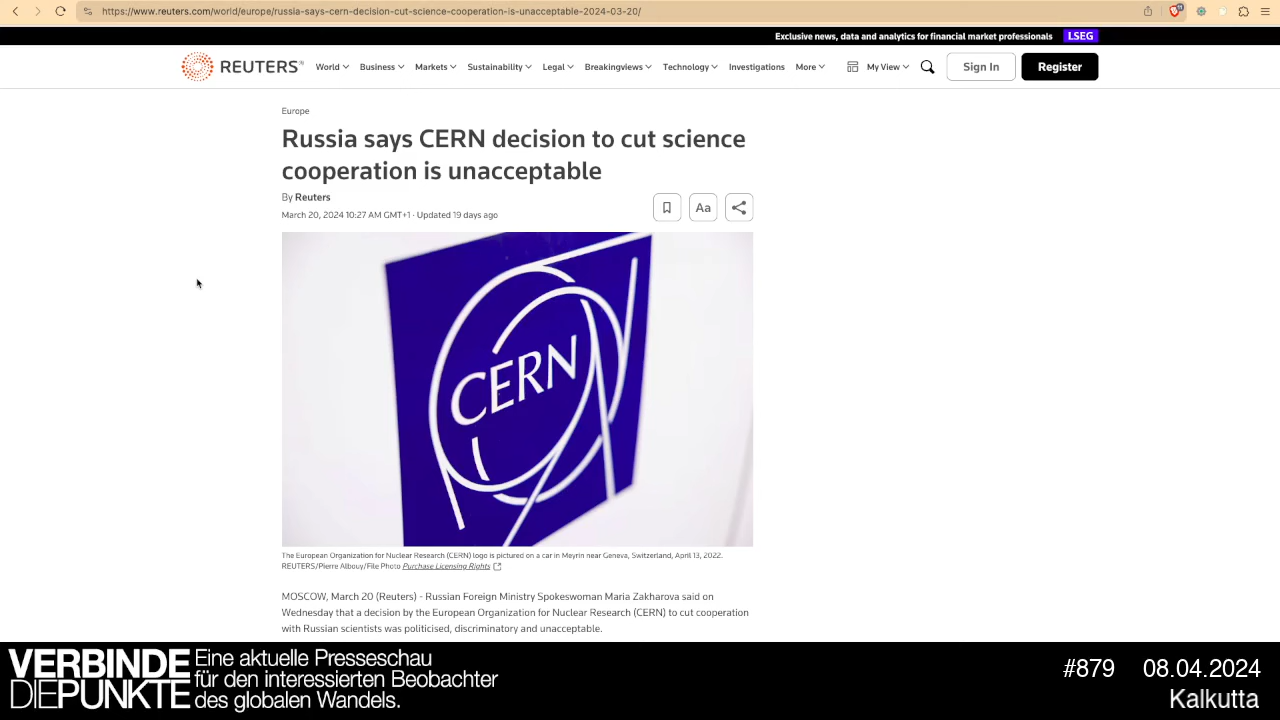 https://www.reuters.com/world/europe/russia-says-cern-decision-cut-science-cooperation-is-unacceptable-2024-03-20/
Exclusive news, data and analytics for financial market professionals LSEG
REUTERS® World Business Markets Sustainability Legal Breakingviews Technology Investigations More My View Sign In Register
Europe
Russia says CERN decision to cut science
cooperation is unacceptable
By Reuters
March 20, 2024 10:27 AM GMT+1 · Updated 19 days ago
Aa
CERN
The European Organization for Nuclear Research (CERN) logo is pictured on a car in Meyrin near Geneva, Switzerland, April 13, 2022.
REUTERS/Pierre Albouy/File Photo Purchase Licensing Rights
MOSCOW, March 20 (Reuters) - Russian Foreign Ministry Spokeswoman Maria Zakharova said on
Wednesday that a decision by the European Organization for Nuclear Research (CERN) to cut cooperation
with Russian scientists was politicised, discriminatory and unacceptable.
VERBINDE
DIEPUNKTE
Eine aktuelle Presseschau
für den interessierten Beobachter
des globalen Wandels.
#879 08.04.2024
Kalkutta